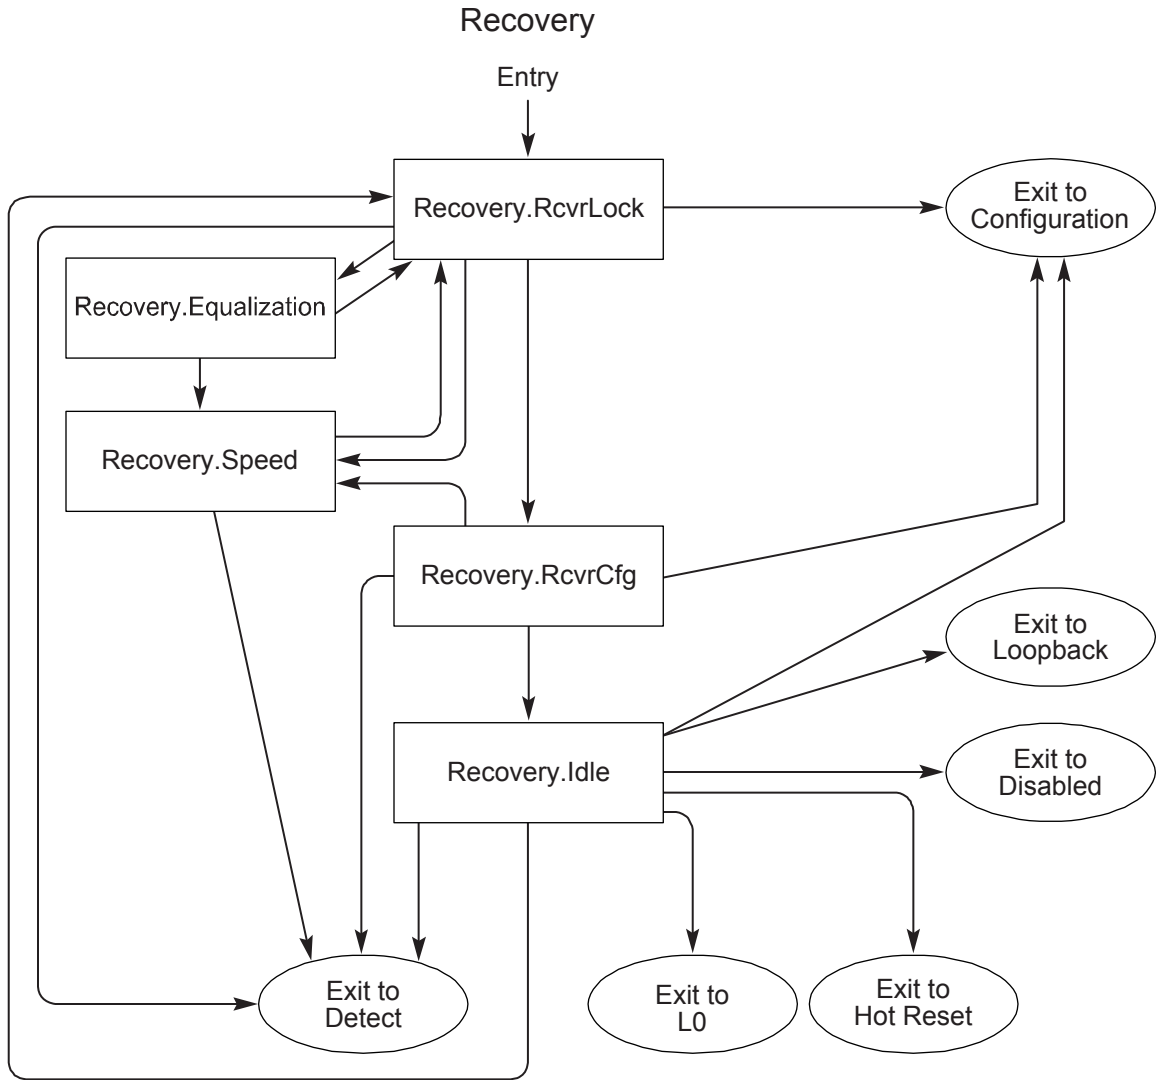 Recovery
Entry
Recovery.RcvrLock
Exit to
Configuration
Recovery.Equalization
Recovery.Speed
Recovery.RcvrCfg
Exit to
Loopback
Recovery.Idle
Exit to
Disabled
Exit to
Detect
Exit to
L0
Exit to
Hot Reset